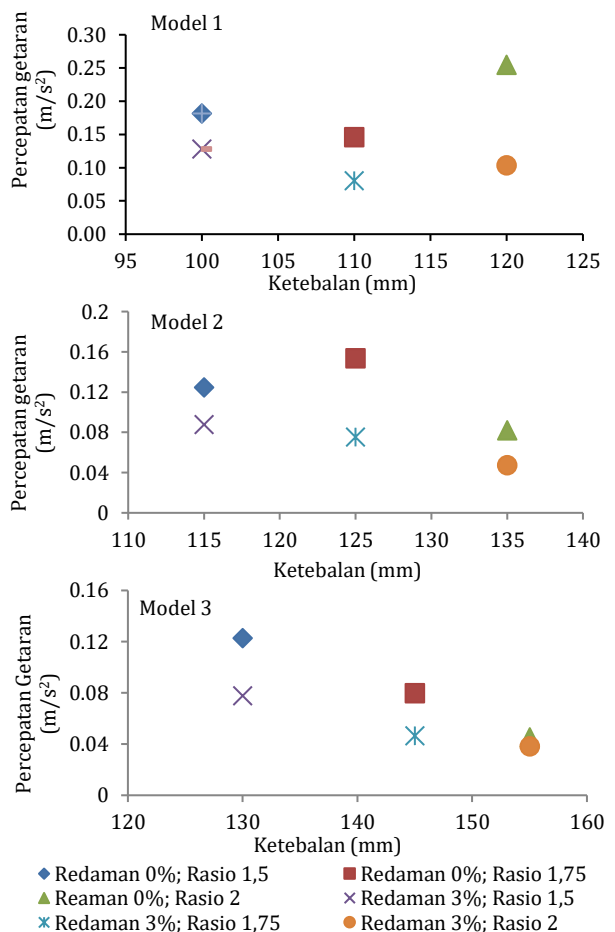 Model 1
Percepatan getaran
(m/s²)
0.30
0.25
0.20
0.15
0.10
0.05
0.00
95 100 105 110 115 120 125
Ketebalan (mm)
Model 2
Percepatan getaran
(m/s²)
0.2
0.16
0.12
0.08
0.04
0
110 115 120 125 130 135 140
Ketebalan (mm)
Model 3
Percepatan Getaran
(m/s²)
0.16
0.12
0.08
0.04
0
120 130 140 150 160
Ketebalan (mm)
Redaman 0%; Rasio 1,5 Redaman 0%; Rasio 1,75
Reaman 0%; Rasio 2 Redaman 3%; Rasio 1,5
Redaman 3%; Rasio 1,75 Redaman 3%; Rasio 2